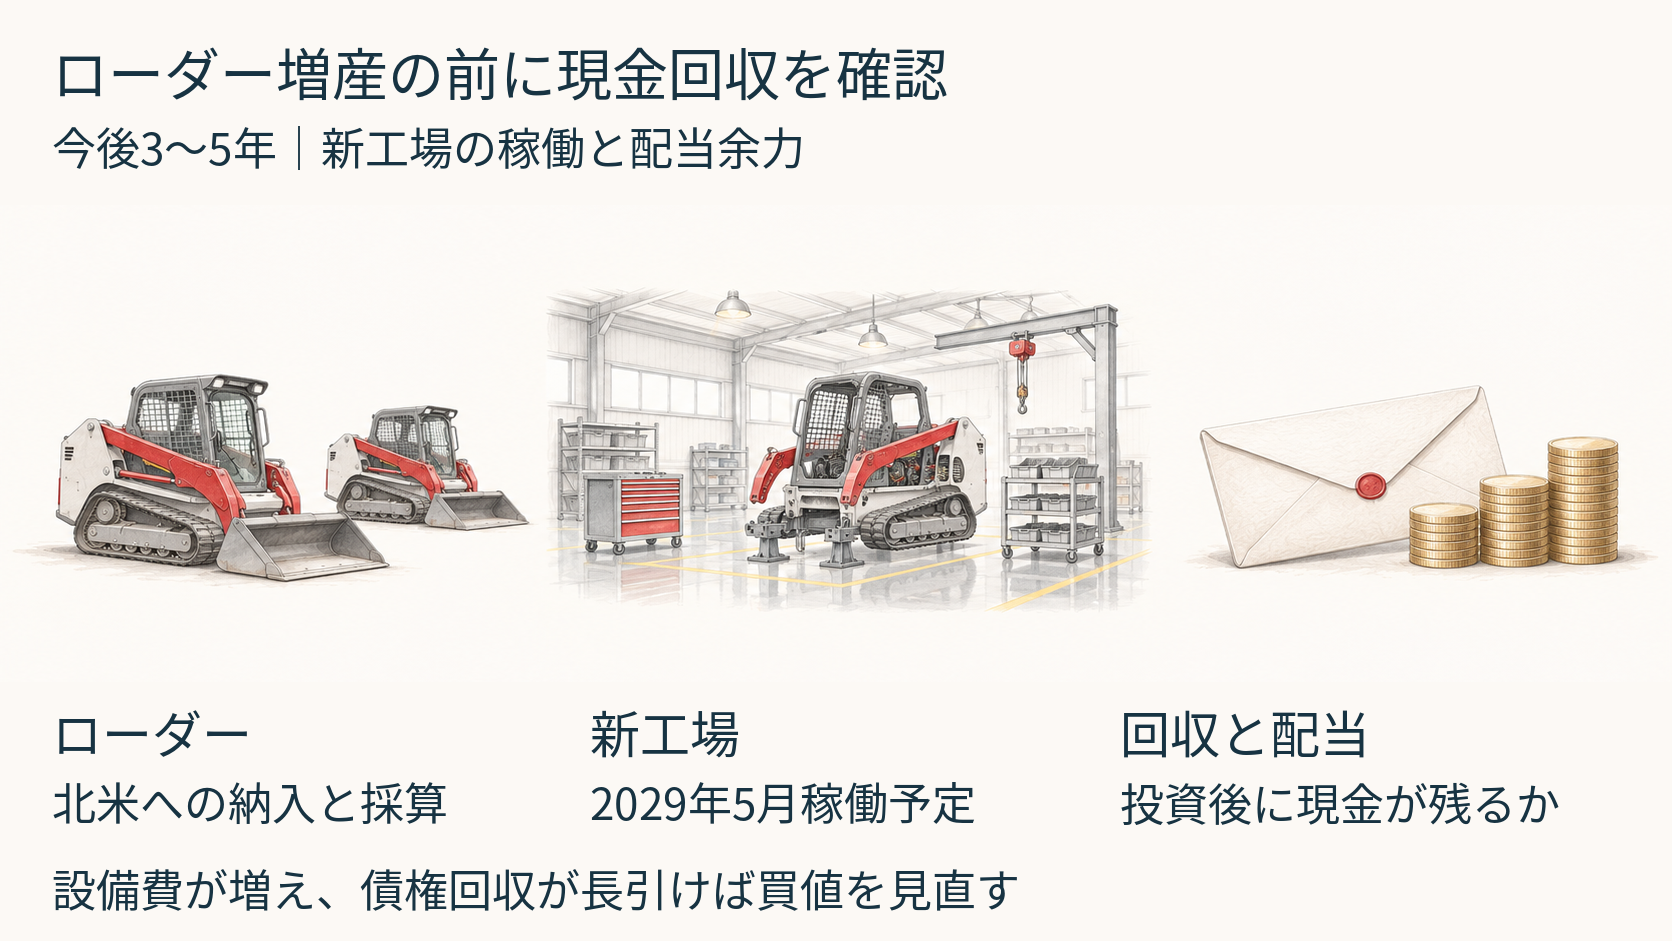 ローダー増産の前に現金回収を確認
今後3～5年｜新工場の稼働と配当余力
ローダー
北米への納入と採算
新工場
2029年5月稼働予定
回収と配当
投資後に現金が残るか
設備費が増え、債権回収が長引けば買値を見直す